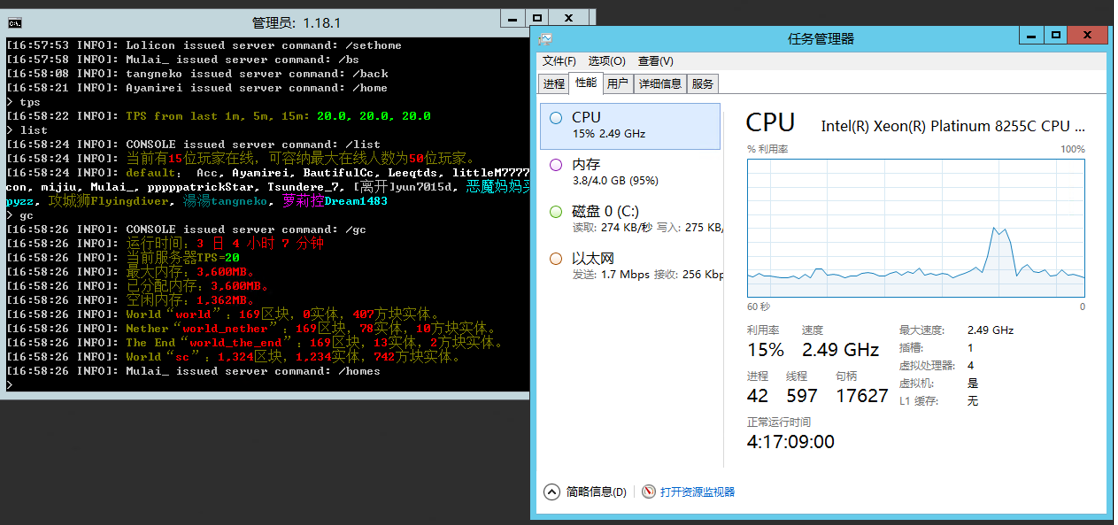 管理员: 1.18.1
[16:57:53 INFO]: Lolicon issued server command: /sethome
[16:57:58 INFO]: Mulai_ issued server command: /bs
[16:58:08 INFO]: tangneko issued server command: /back
[16:58:21 INFO]: Ayamirei issued server command: /home
> tps
[16:58:22 INFO]: TPS from last 1m, 5m, 15m: 20.0, 20.0, 20.0
> list
[16:58:24 INFO]: CONSOLE issued server command: /list
[16:58:24 INFO]: 当前有15位玩家在线，可容纳最大在线人数为50位玩家。
[16:58:24 INFO]: default： Acc, Ayamirei, BautifulCc, Leeqtds, littleM7777
con, mijiu, Mulai_, pppppatrickStar, Tsundere_7, [离开]yun7015d, 恶魔妈妈买
pyzz, 攻城狮Flyingdiver, 湯湯tangneko, 萝莉控Dream1483
> gc
[16:58:26 INFO]: CONSOLE issued server command: /gc
[16:58:26 INFO]: 运行时间：3 日 4 小时 7 分钟
[16:58:26 INFO]: 当前服务器TPS=20
[16:58:26 INFO]: 最大内存：3,600MB。
[16:58:26 INFO]: 已分配内存：3,600MB。
[16:58:26 INFO]: 空闲内存：1,362MB。
[16:58:26 INFO]: World“world”：169区块，0实体，407方块实体。
[16:58:26 INFO]: Nether“world_nether”：169区块，78实体，10方块实体。
[16:58:26 INFO]: The End“world_the_end”：169区块，13实体，2方块实体。
[16:58:26 INFO]: World“sc”：1,324区块，1,234实体，742方块实体。
[16:58:26 INFO]: Mulai_ issued server command: /homes
>
任务管理器
文件(F) 选项(O) 查看(V)
进程 性能 用户 详细信息 服务
CPU
15% 2.49 GHz
内存
3.8/4.0 GB (95%)
磁盘 0 (C:)
读取: 274 KB/秒 写入: 275 KB/
以太网
发送: 1.7 Mbps 接收: 256 Kbp
CPU Intel(R) Xeon(R) Platinum 8255C CPU ...
% 利用率 100%
60 秒 0
利用率 速度
15% 2.49 GHz
进程 线程 句柄
42 597 17627
正常运行时间
4:17:09:00
最大速度: 2.49 GHz
插槽: 1
虚拟处理器: 4
虚拟机: 是
L1 缓存: 无
简略信息(D) 打开资源监视器